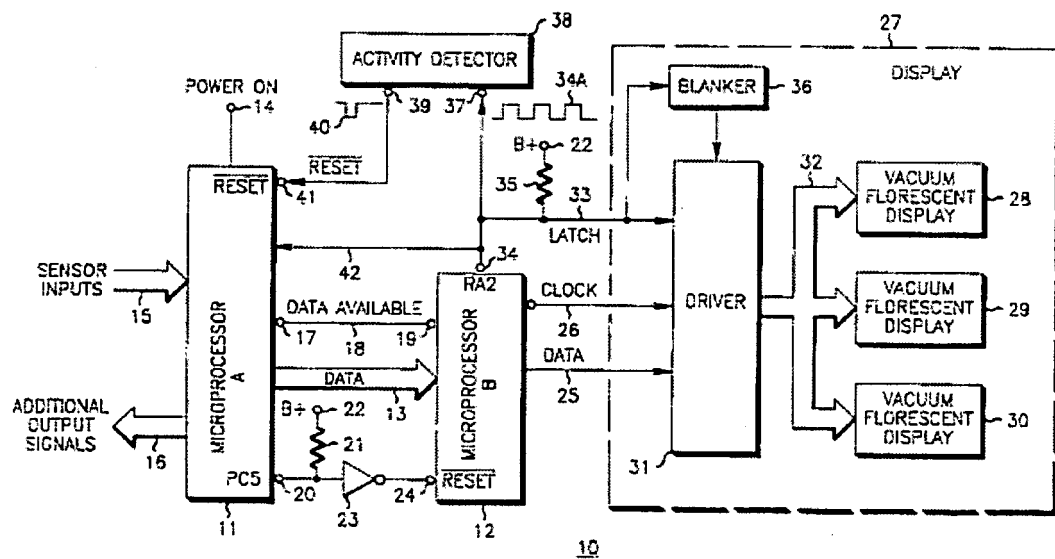 38
27
ACTIVITY DETECTOR
DISPLAY
POWER ON
14
40
39
37
34A
BLANKER
36
B+
22
RESET
35
33
32
VACUUM
FLORESCENT
DISPLAY
28
RESET
41
LATCH
42
34
SENSOR
INPUTS
15
RA2
CLOCK
26
DRIVER
VACUUM
FLORESCENT
DISPLAY
29
DATA AVAILABLE
17
18
19
MICROPROCESSOR
A
DATA
13
MICROPROCESSOR
B
DATA
25
ADDITIONAL
OUTPUT
SIGNALS
16
B+
22
21
VACUUM
FLORESCENT
DISPLAY
30
31
PC5
20
23
24
RESET
11
12
10